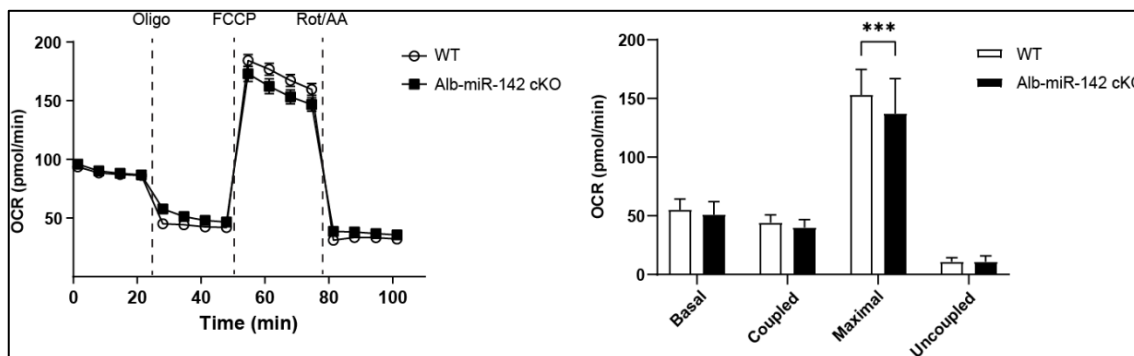 Oligo FCCP Rot/AA
200
150
100
50
OCR (pmol/min)
0 20 40 60 80 100
Time (min)
WT
Alb-miR-142 cKO
***
200
150
100
50
0
OCR (pmol/min)
Basal Coupled Maximal Uncoupled
WT
Alb-miR-142 cKO